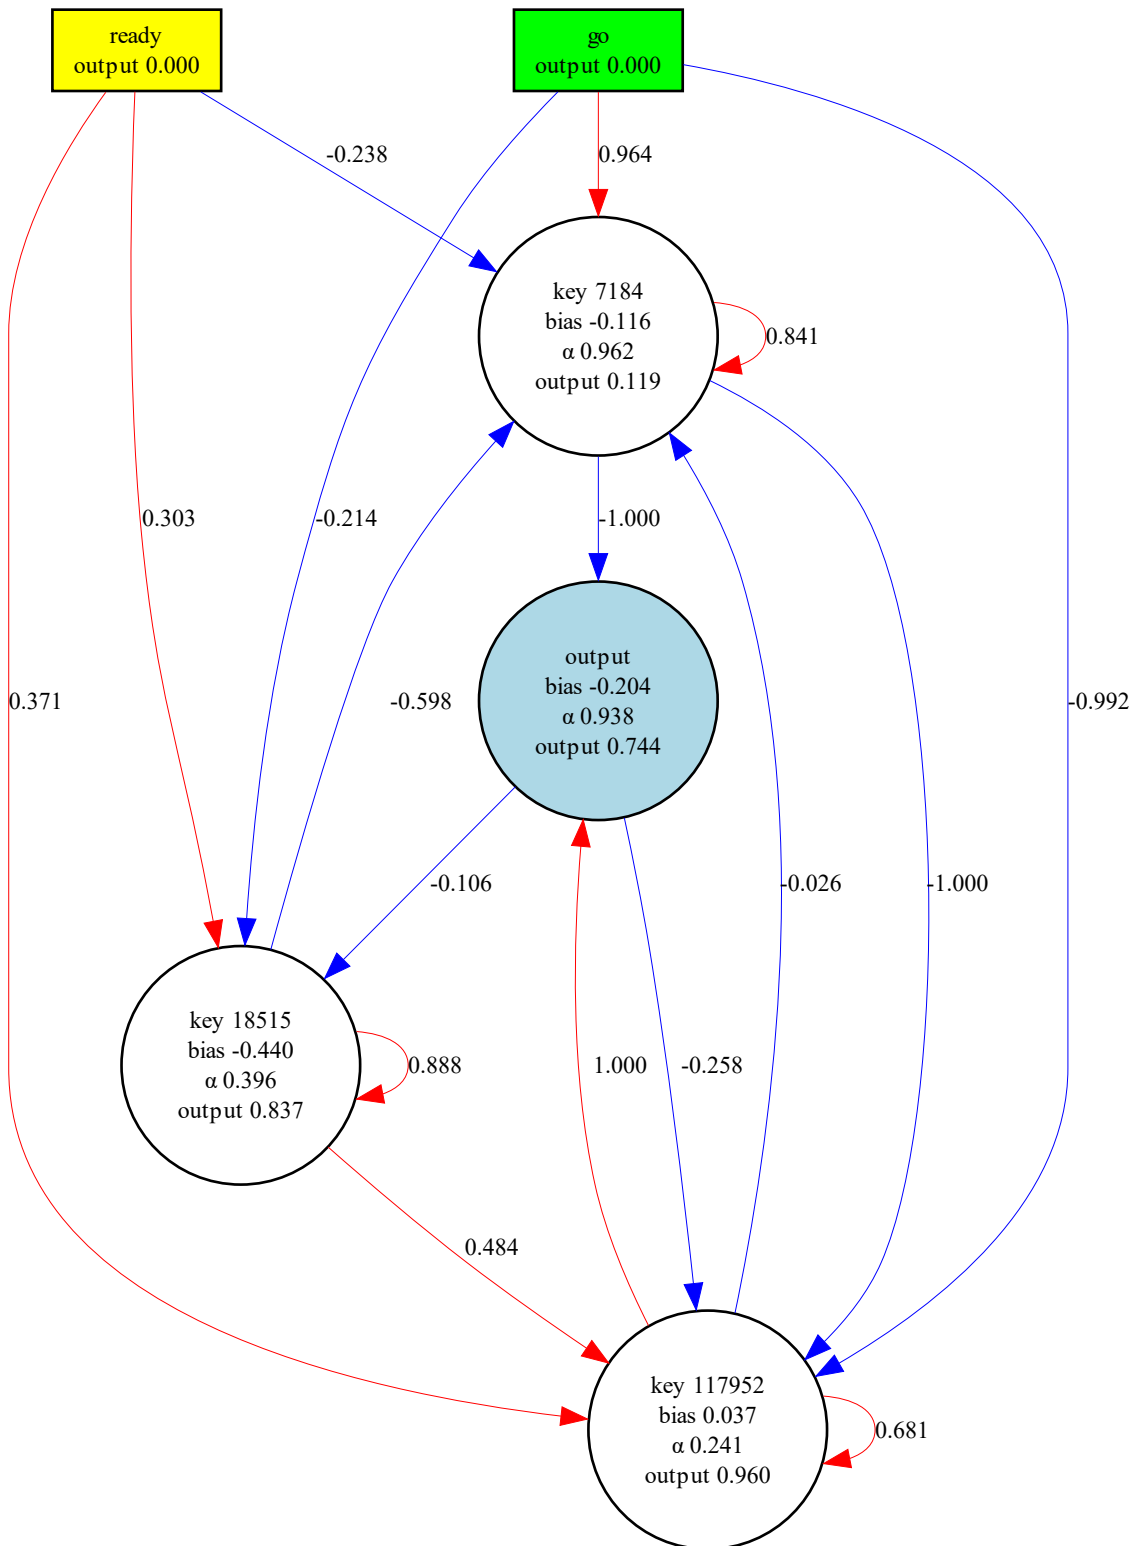 ready
output 0.000
go
output 0.000
-0.238
0.964
key 7184
bias -0.116
α 0.962
output 0.119
0.841
0.303
-0.214
-1.000
output
bias -0.204
α 0.938
output 0.744
0.371
-0.598
-0.992
-0.106
-0.026
-1.000
key 18515
bias -0.440
α 0.396
output 0.837
0.888
1.000
-0.258
0.484
key 117952
bias 0.037
α 0.241
output 0.960
0.681